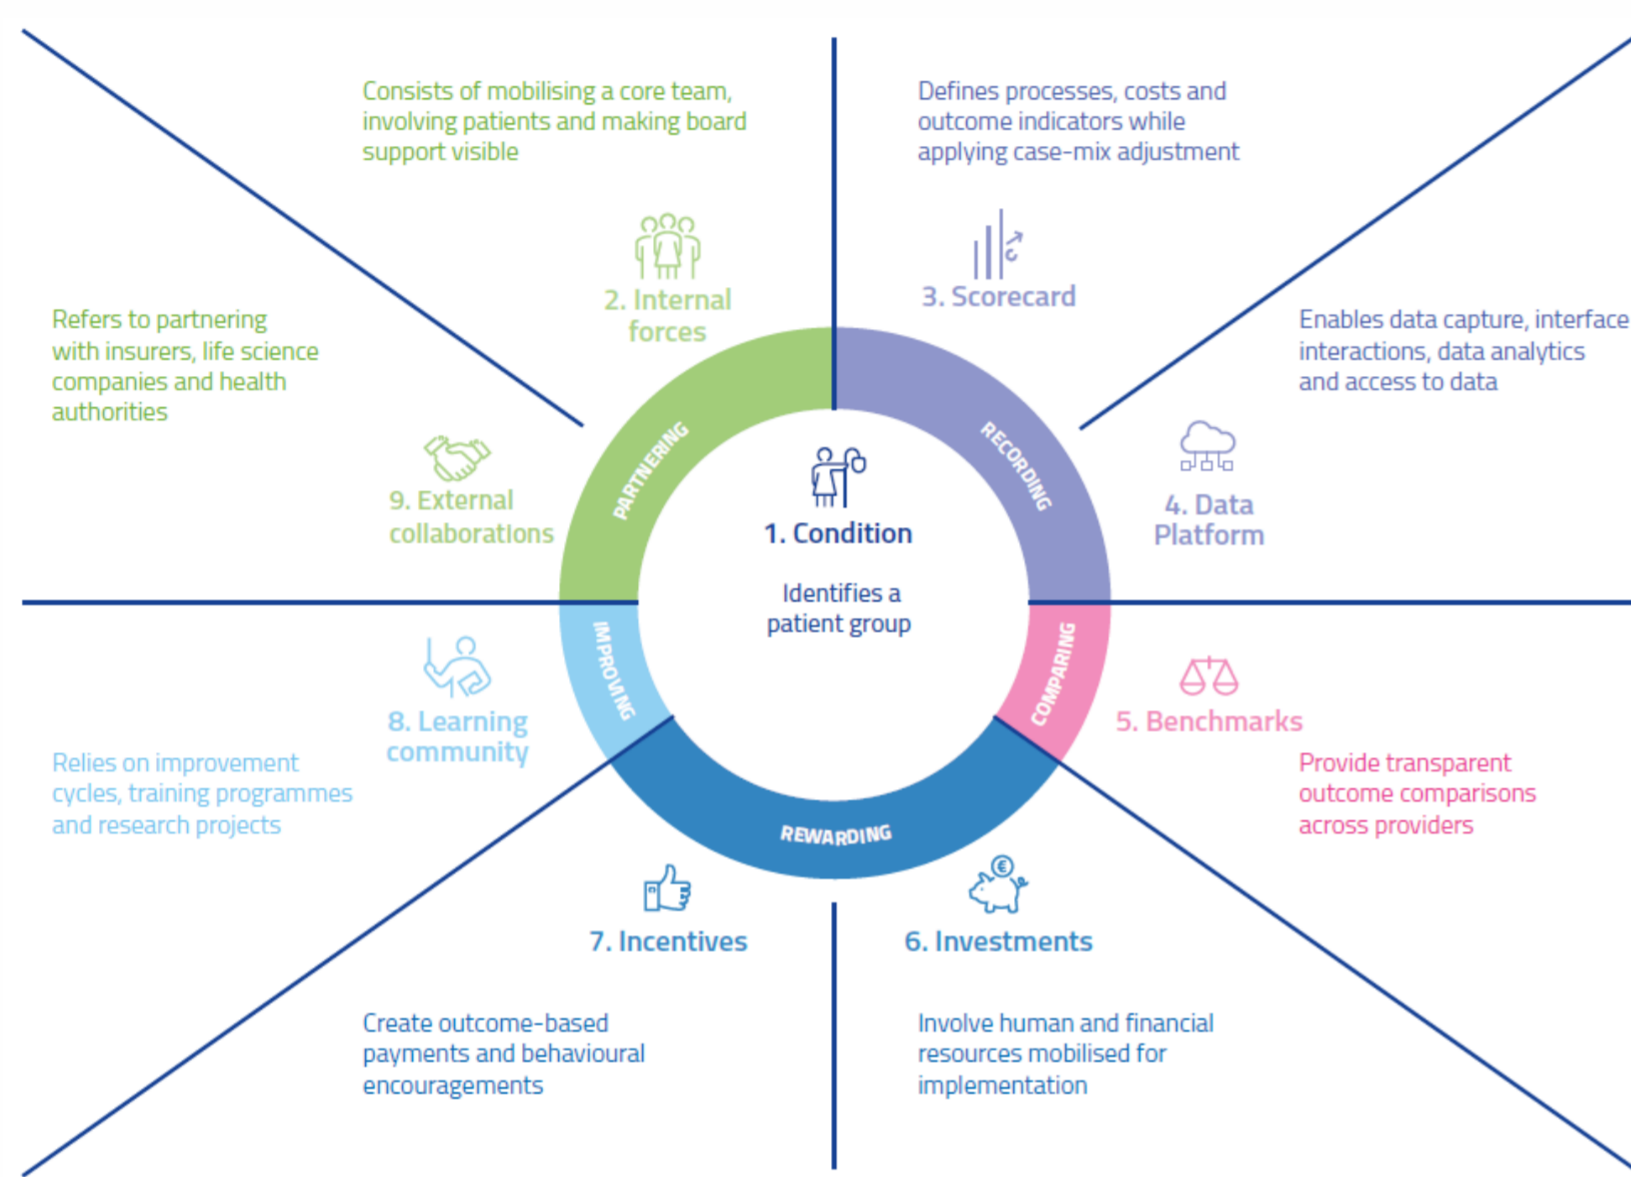 Consists of mobilising a core team,
involving patients and making board
support visible
2. Internal
forces
Defines processes, costs and
outcome indicators while
applying case-mix adjustment
3. Scorecard
Refers to partnering
with insurers, life science
companies and health
authorities
9. External
collaborations
PARTNERING
RECORDING
1. Condition
Identifies a
patient group
Enables data capture, interface
interactions, data analytics
and access to data
4. Data
Platform
IMPROVING
COMPARING
8. Learning
community
Relies on improvement
cycles, training programmes
and research projects
5. Benchmarks
Provide transparent
outcome comparisons
across providers
REWARDING
€
7. Incentives
Create outcome-based
payments and behavioural
encouragements
6. Investments
Involve human and financial
resources mobilised for
implementation